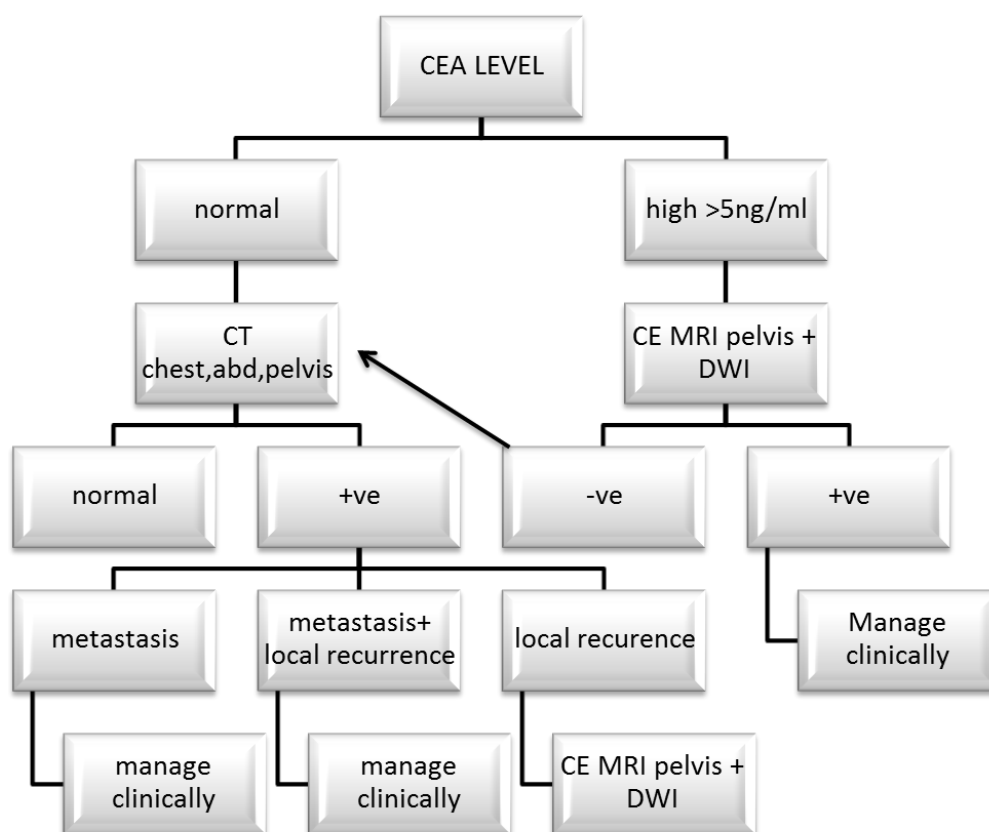 CEA LEVEL
normal
high >5ng/ml
CT
chest,abd,pelvis
CE MRI pelvis +
DWI
normal
+ve
-ve
+ve
metastasis
metastasis+
local recurrence
local recurence
Manage
clinically
manage
clinically
manage
clinically
CE MRI pelvis +
DWI